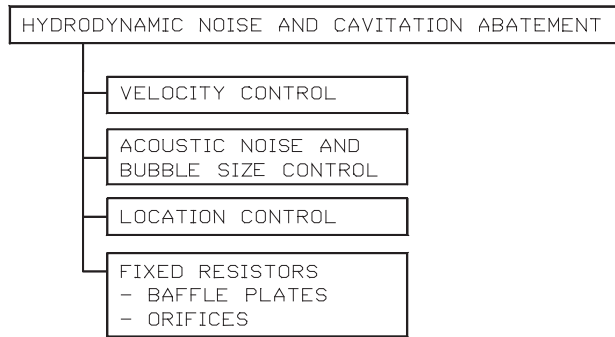 HYDRODYNAMIC NOISE AND CAVITATION ABATEMENT
VELOCITY CONTROL
ACOUSTIC NOISE AND
BUBBLE SIZE CONTROL
LOCATION CONTROL
FIXED RESISTORS
- BAFFLE PLATES
- ORIFICES